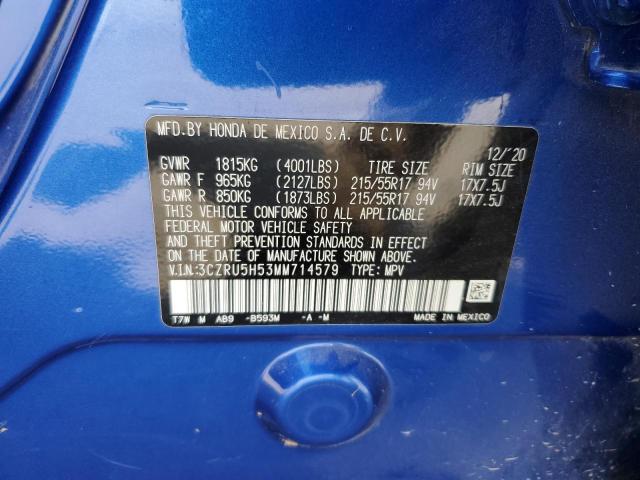 MFD.BY HONDA DE MEXICO S.A. DE C.V.
12/'20
GVWR 1815KG (4001LBS) TIRE SIZE RIM SIZE
GAWR F 965KG (2127LBS) 215/55R17 94V 17X7.5J
GAWR R 850KG (1873LBS) 215/55R17 94V 17X7.5J
THIS VEHICLE CONFORMS TO ALL APPLICABLE
FEDERAL MOTOR VEHICLE SAFETY
AND THEFT PREVENTION STANDARDS IN EFFECT
ON THE DATE OF MANUFACTURE SHOWN ABOVE.
V.I.N:3CZRU5H53MM714579 TYPE: MPV
T7W M AB9 -B593M -A -M MADE IN MEXICO